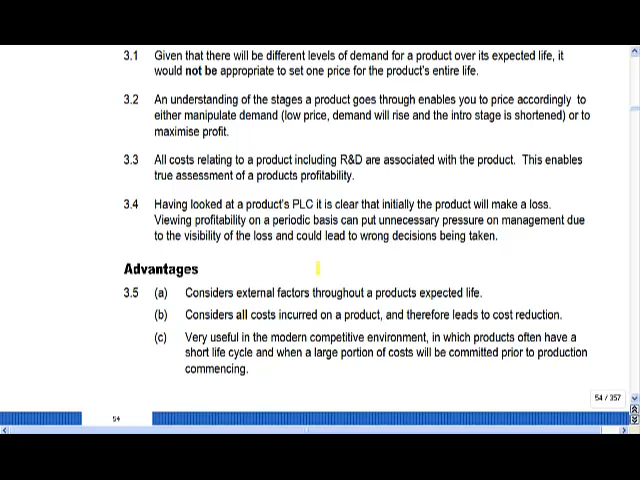 3.1 Given that there will be different levels of demand for a product over its expected life, it
would not be appropriate to set one price for the product's entire life.
3.2 An understanding of the stages a product goes through enables you to price accordingly to
either manipulate demand (low price, demand will rise and the intro stage is shortened) or to
maximise profit.
3.3 All costs relating to a product including R&D are associated with the product. This enables
true assessment of a products profitability.
3.4 Having looked at a product's PLC it is clear that initially the product will make a loss.
Viewing profitability on a periodic basis can put unnecessary pressure on management due
to the visibility of the loss and could lead to wrong decisions being taken.
Advantages
3.5 (a) Considers external factors throughout a products expected life.
(b) Considers all costs incurred on a product, and therefore leads to cost reduction.
(c) Very useful in the modern competitive environment, in which products often have a
short life cycle and when a large portion of costs will be committed prior to production
commencing.
54 / 357
54